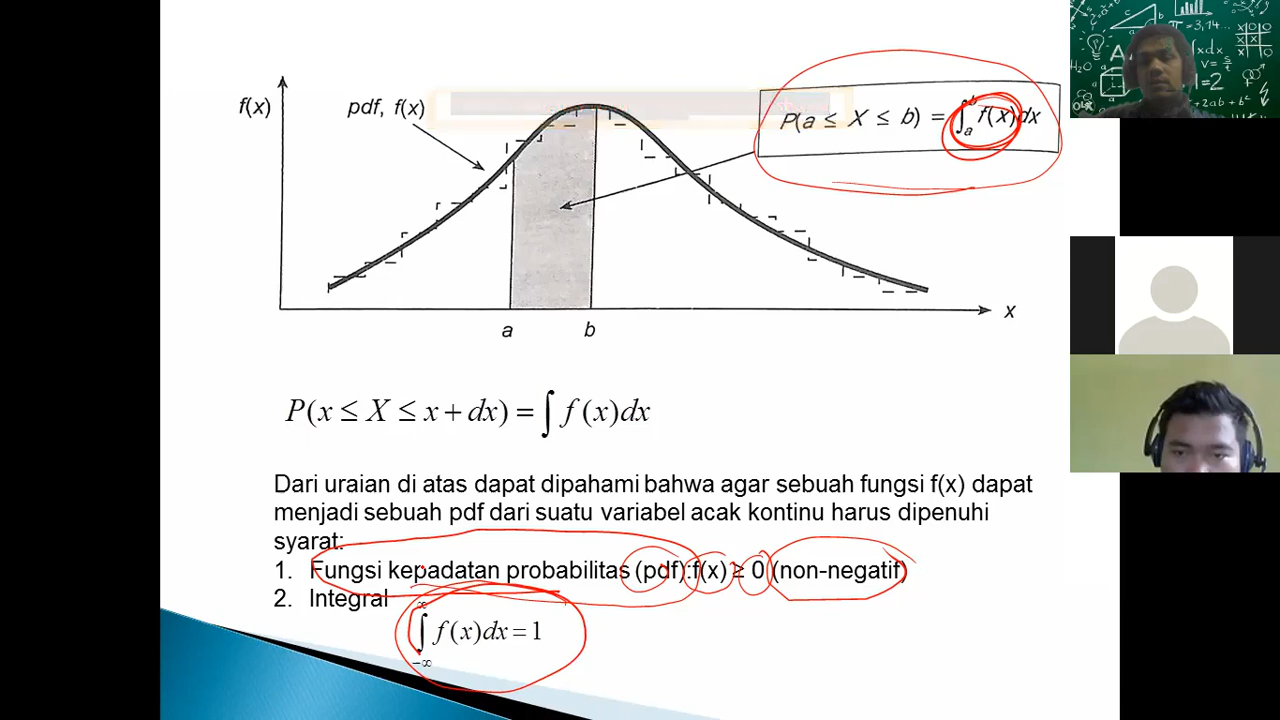 f(x)
pdf, f(x)
P(a ≤ X ≤ b) = ∫ₐᵇ f(x)dx
a
b
x
P(x ≤ X ≤ x + dx) = ∫ f(x)dx
Dari uraian di atas dapat dipahami bahwa agar sebuah fungsi f(x) dapat
menjadi sebuah pdf dari suatu variabel acak kontinu harus dipenuhi
syarat:
1. Fungsi kepadatan probabilitas (pdf):f(x) ≥ 0 (non-negatif)
2. Integral
∫_{-∞}^{∞} f(x)dx = 1